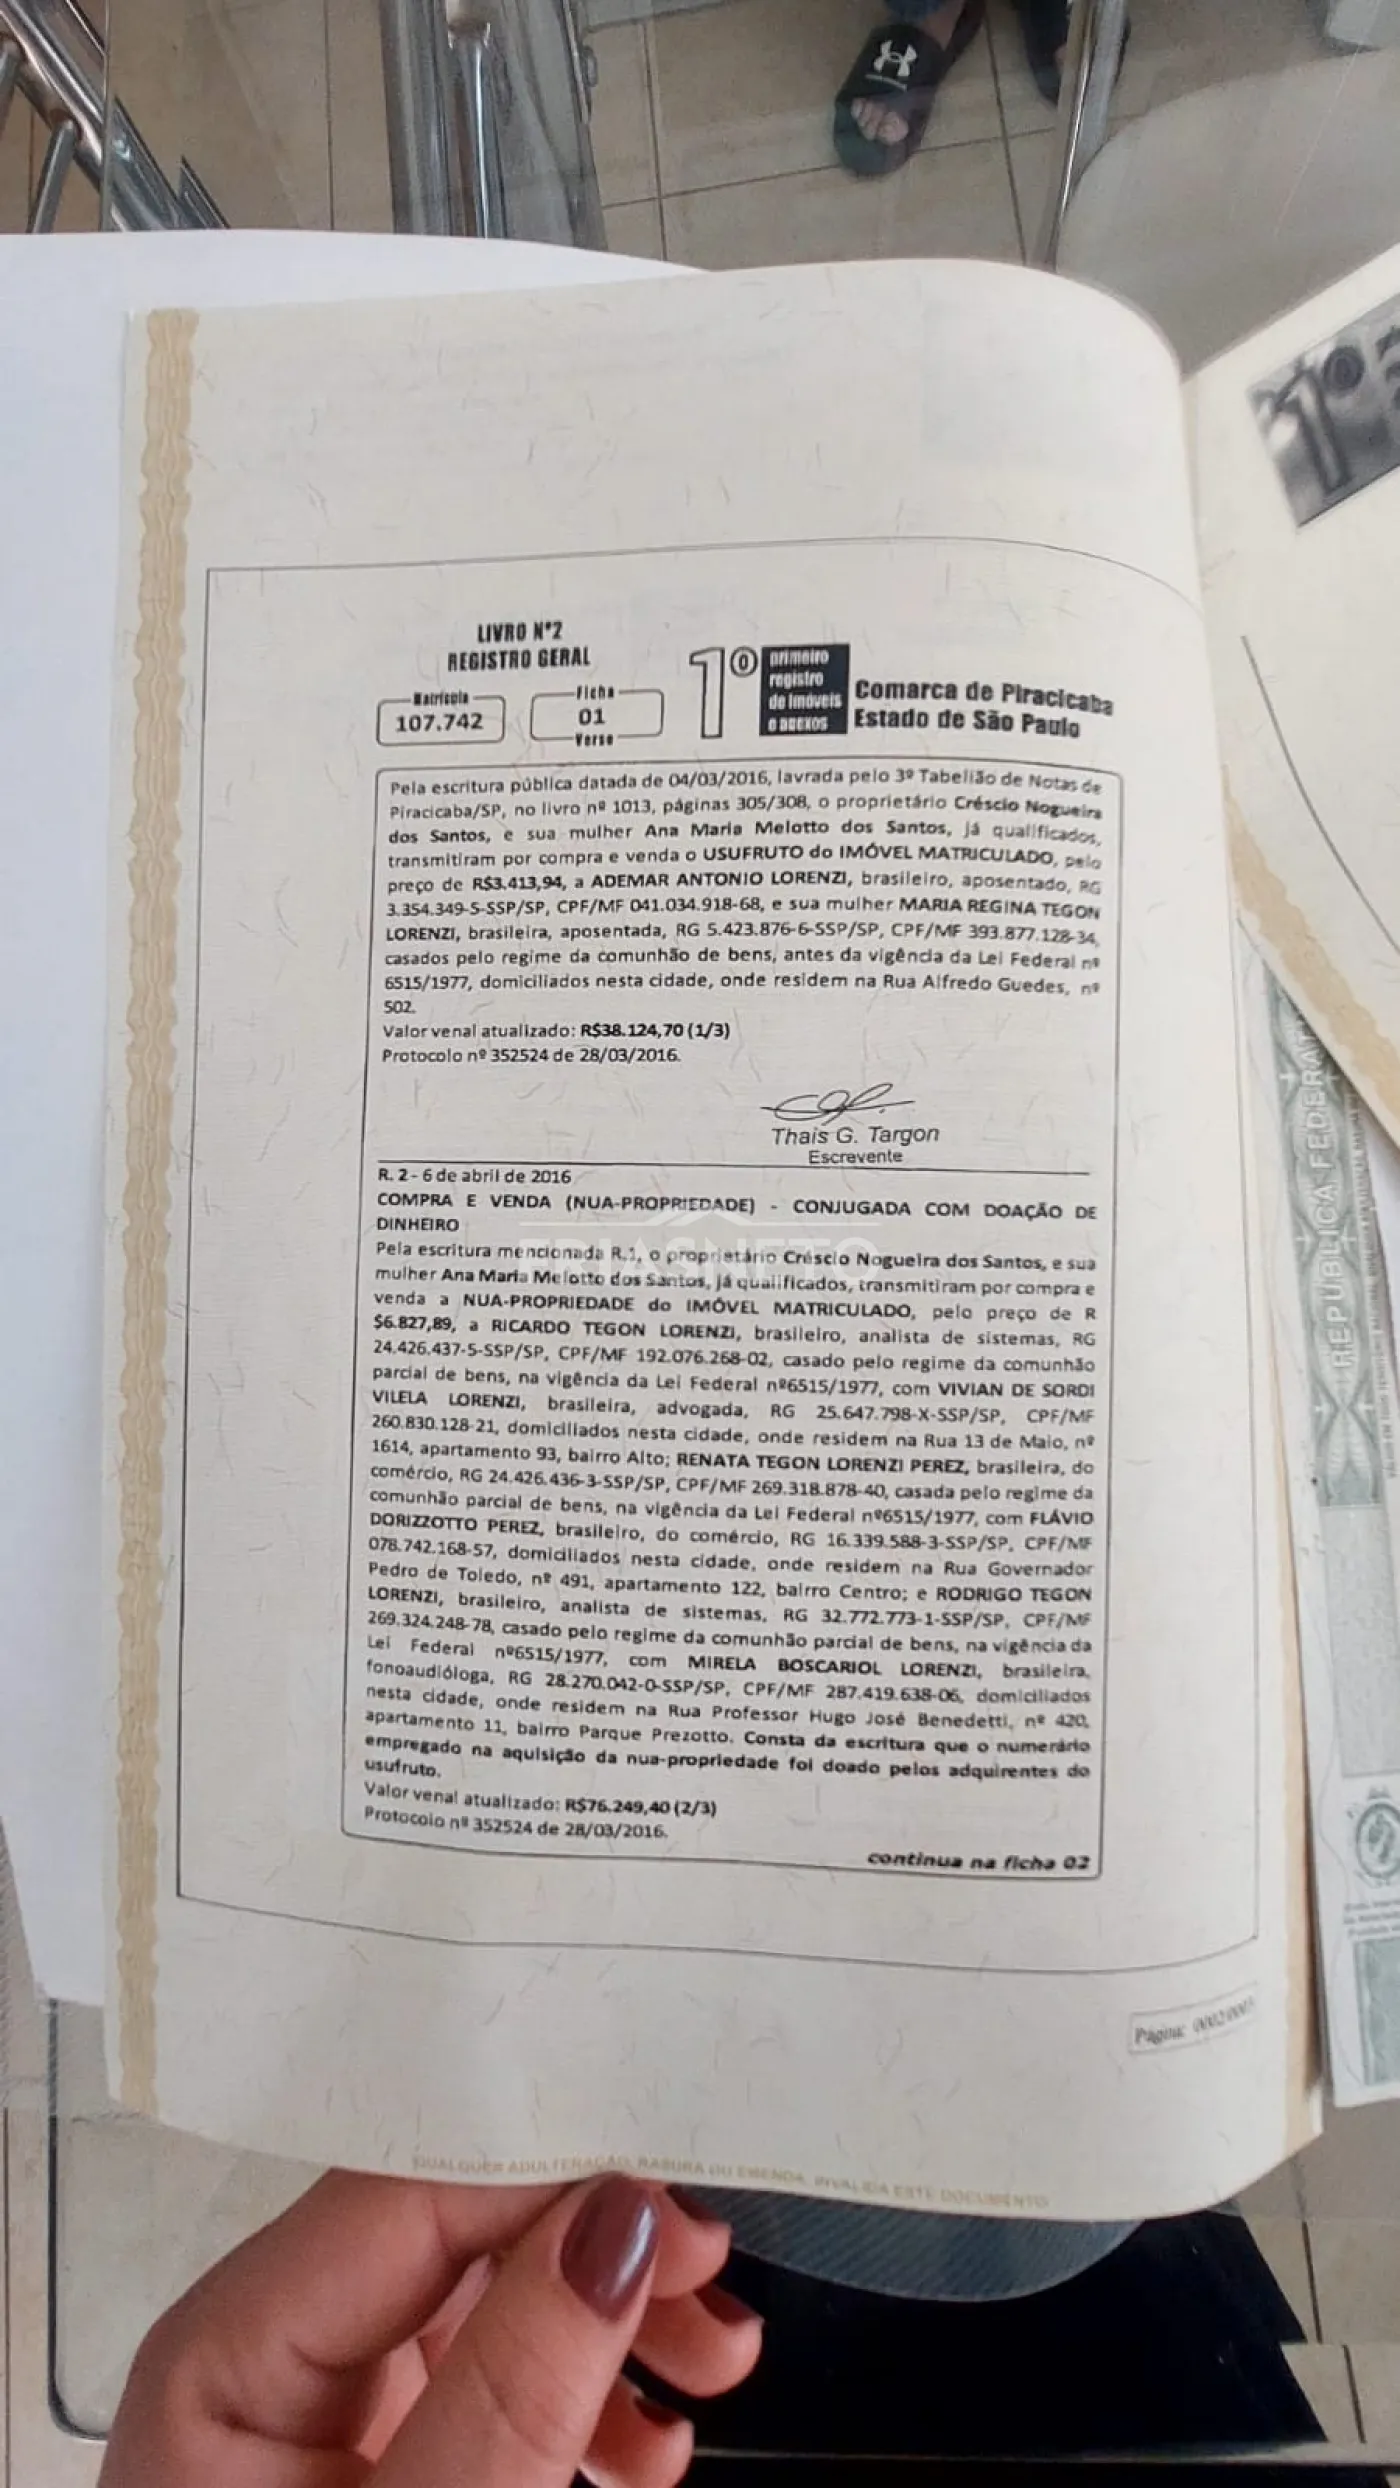 LIVRO Nº2
REGISTRO GERAL
Matrícula
107.742
Ficha
01
Verso
1º
primeiro
registro
de imóveis
e anexos
Comarca de Piracicaba
Estado de São Paulo
1º
Pela escritura pública datada de 04/03/2016, lavrada pelo 3º Tabelião de Notas de
Piracicaba/SP, no livro nº 1013, páginas 305/308, o proprietário Créscio Nogueira
dos Santos, e sua mulher Ana Maria Melotto dos Santos, já qualificados,
transmitiram por compra e venda o USUFRUTO do IMÓVEL MATRICULADO, pelo
preço de R$3.413,94, a ADEMAR ANTONIO LORENZI, brasileiro, aposentado, RG
3.354.349-5-SSP/SP, CPF/MF 041.034.918-68, e sua mulher MARIA REGINA TEGON
LORENZI, brasileira, aposentada, RG 5.423.876-6-SSP/SP, CPF/MF 393.877.128-34,
casados pelo regime da comunhão de bens, antes da vigência da Lei Federal nº
6515/1977, domiciliados nesta cidade, onde residem na Rua Alfredo Guedes, nº
502.
Valor venal atualizado: R$38.124,70 (1/3)
Protocolo nº 352524 de 28/03/2016.
Thais G. Targon
Escrevente
R. 2 - 6 de abril de 2016
COMPRA E VENDA (NUA-PROPRIEDADE) - CONJUGADA COM DOAÇÃO DE
DINHEIRO
FRIASNETO
Pela escritura mencionada R.1, o proprietário Créscio Nogueira dos Santos, e sua
mulher Ana Maria Melotto dos Santos, já qualificados, transmitiram por compra e
venda a NUA-PROPRIEDADE do IMÓVEL MATRICULADO, pelo preço de R
$6.827,89, a RICARDO TEGON LORENZI, brasileiro, analista de sistemas, RG
24.426.437-5-SSP/SP, CPF/MF 192.076.268-02, casado pelo regime da comunhão
parcial de bens, na vigência da Lei Federal nº6515/1977, com VIVIAN DE SORDI
VILELA LORENZI, brasileira, advogada, RG 25.647.798-X-SSP/SP, CPF/MF
260.830.128-21, domiciliados nesta cidade, onde residem na Rua 13 de Maio, nº
1614, apartamento 93, bairro Alto; RENATA TEGON LORENZI PEREZ, brasileira, do
comércio, RG 24.426.436-3-SSP/SP, CPF/MF 269.318.878-40, casada pelo regime da
comunhão parcial de bens, na vigência da Lei Federal nº6515/1977, com FLÁVIO
DORIZZOTTO PEREZ, brasileiro, do comércio, RG 16.339.588-3-SSP/SP, CPF/MF
078.742.168-57, domiciliados nesta cidade, onde residem na Rua Governador
Pedro de Toledo, nº 491, apartamento 122, bairro Centro; e RODRIGO TEGON
LORENZI, brasileiro, analista de sistemas, RG 32.772.773-1-SSP/SP, CPF/MF
269.324.248-78, casado pelo regime da comunhão parcial de bens, na vigência da
Lei Federal nº6515/1977, com MIRELA BOSCARIOL LORENZI, brasileira,
fonoaudióloga, RG 28.270.042-0-SSP/SP, CPF/MF 287.419.638-06, domiciliados
nesta cidade, onde residem na Rua Professor Hugo José Benedetti, nº 420,
apartamento 11, bairro Parque Prezotto. Consta da escritura que o numerário
empregado na aquisição da nua-propriedade foi doado pelos adquirentes do
usufruto.
Valor venal atualizado: R$76.249,40 (2/3)
Protocolo nº 352524 de 28/03/2016.
continua na ficha 02
Página:
QUALQUER ADULTERAÇÃO, RASURA OU EMENDA, INVALIDA ESTE DOCUMENTO
REPÚBLICA FEDERAT